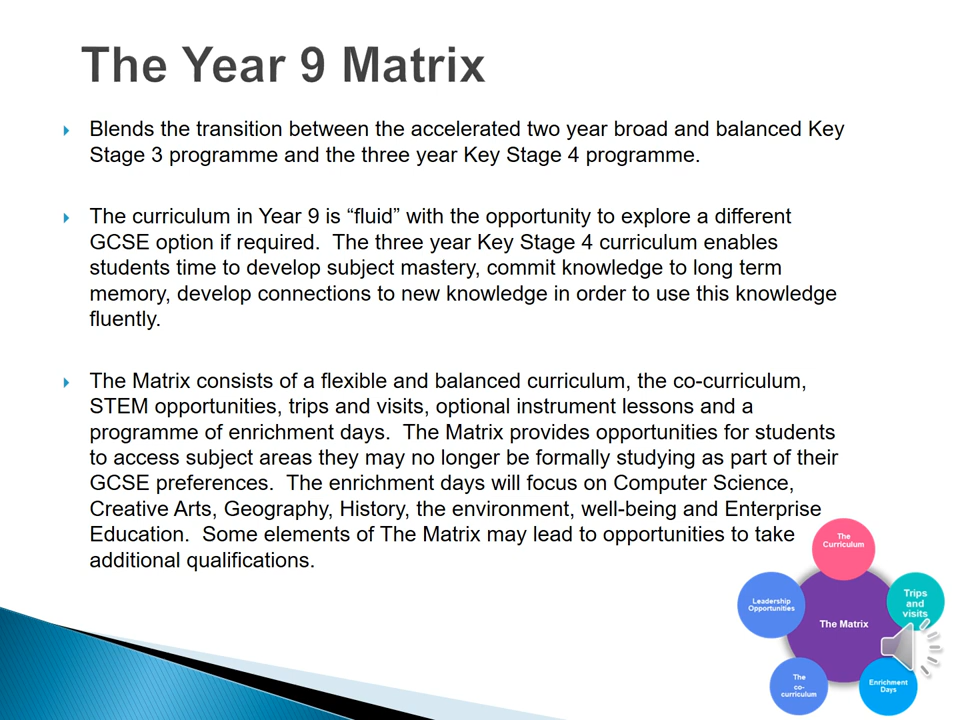 The Year 9 Matrix
Blends the transition between the accelerated two year broad and balanced Key
Stage 3 programme and the three year Key Stage 4 programme.
The curriculum in Year 9 is “fluid” with the opportunity to explore a different
GCSE option if required.  The three year Key Stage 4 curriculum enables
students time to develop subject mastery, commit knowledge to long term
memory, develop connections to new knowledge in order to use this knowledge
fluently.
The Matrix consists of a flexible and balanced curriculum, the co-curriculum,
STEM opportunities, trips and visits, optional instrument lessons and a
programme of enrichment days.  The Matrix provides opportunities for students
to access subject areas they may no longer be formally studying as part of their
GCSE preferences.  The enrichment days will focus on Computer Science,
Creative Arts, Geography, History, the environment, well-being and Enterprise
Education.  Some elements of The Matrix may lead to opportunities to take
additional qualifications.
The
Curriculum
Leadership
Opportunities
Trips
and
visits
The Matrix
The
co-
curriculum
Enrichment
Days